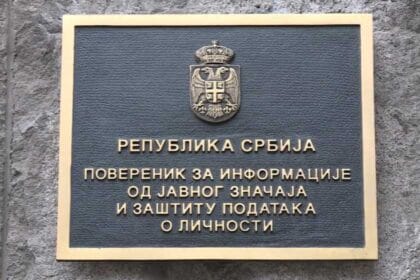 РЕПУБЛИКА СРБИЈА
ПОВЕРЕНИК ЗА ИНФОРМАЦИЈЕ
ОД ЈАВНОГ ЗНАЧАЈА
И ЗАШТИТУ ПОДАТАКА
О ЛИЧНОСТИ